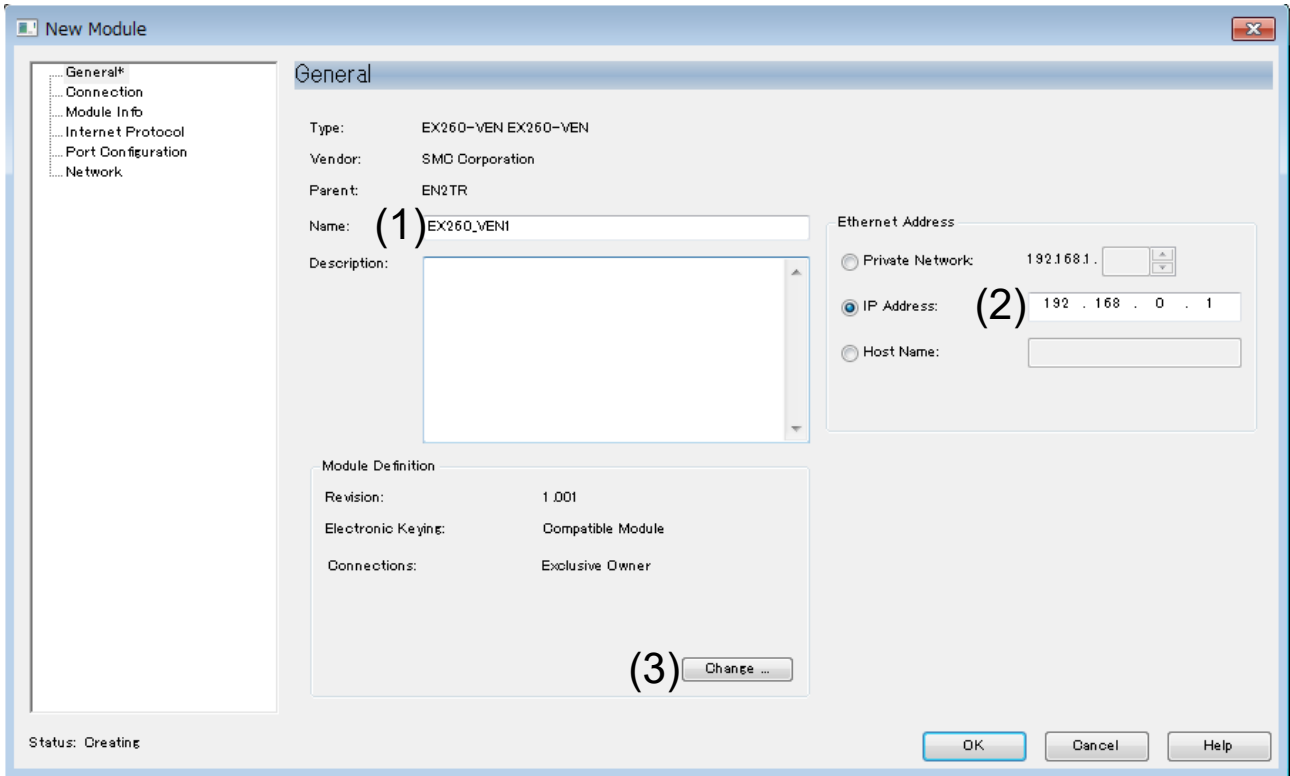 New Module
General*
Connection
Module Info
Internet Protocol
Port Configuration
Network
General
Type: EX260-VEN EX260-VEN
Vendor: SMC Corporation
Parent: EN2TR
Name: (1) EX260_VEN1
Description:
Ethernet Address
Private Network: 192.168.1.
IP Address: (2) 192 . 168 . 0 . 1
Host Name:
Module Definition
Revision: 1.001
Electronic Keying: Compatible Module
Connections: Exclusive Owner
(3) Change ...
Status: Creating
OK Cancel Help